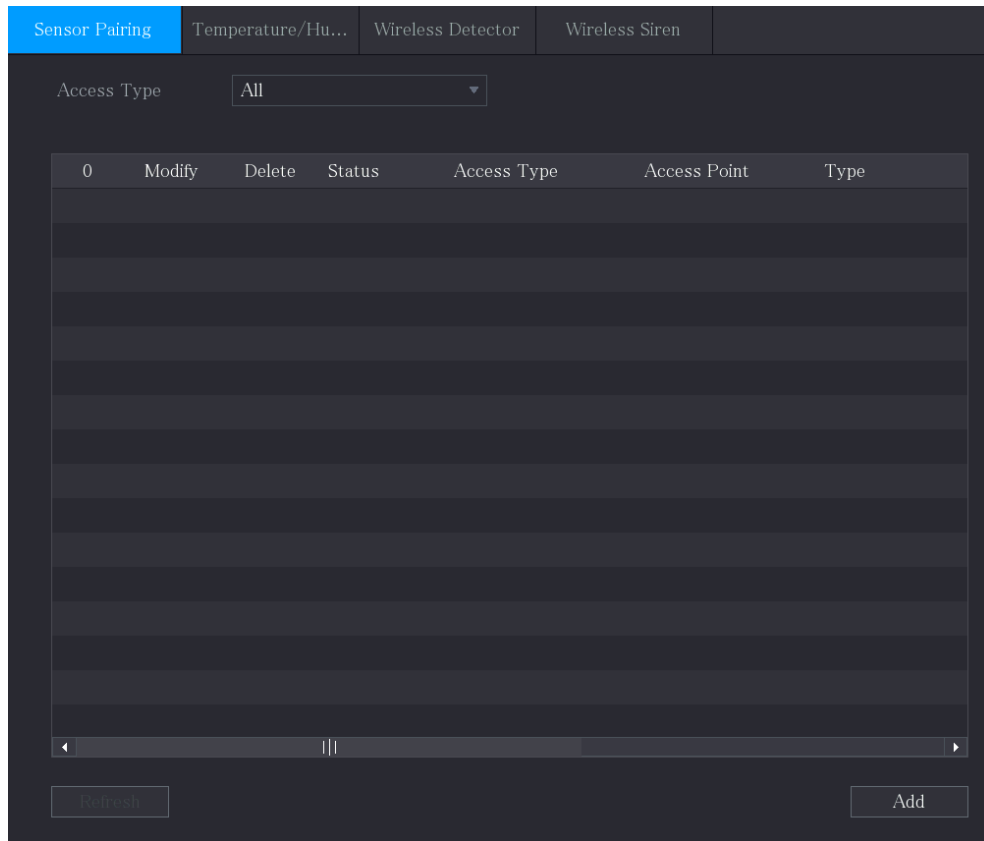 Sensor Pairing Temperature/Hu... Wireless Detector Wireless Siren
Access Type All
0 Modify Delete Status Access Type Access Point Type
Refresh Add